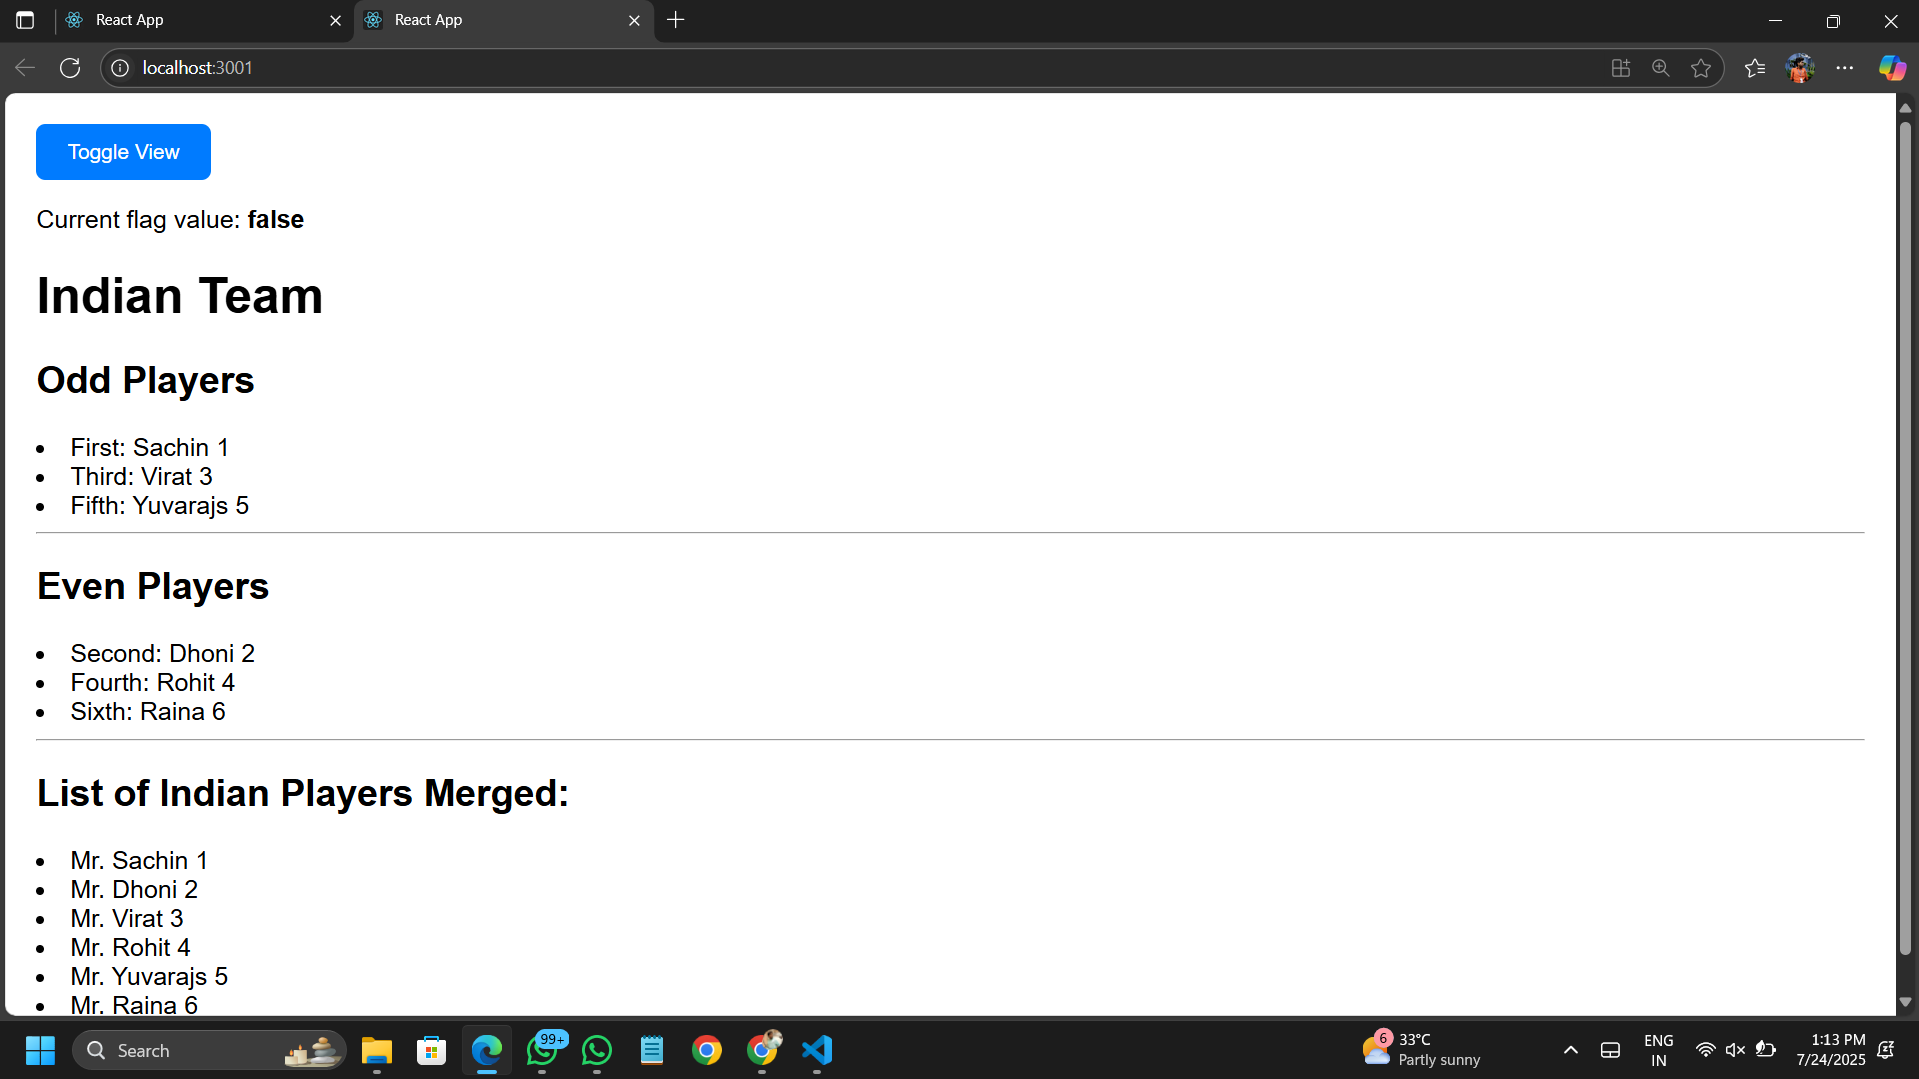 React App
React App
localhost:3001
Toggle View
Current flag value: false
Indian Team
Odd Players
First: Sachin 1
Third: Virat 3
Fifth: Yuvarajs 5
Even Players
Second: Dhoni 2
Fourth: Rohit 4
Sixth: Raina 6
List of Indian Players Merged:
Mr. Sachin 1
Mr. Dhoni 2
Mr. Virat 3
Mr. Rohit 4
Mr. Yuvarajs 5
Mr. Raina 6
Search
99+
6
33°C
Partly sunny
ENG
IN
1:13 PM
7/24/2025